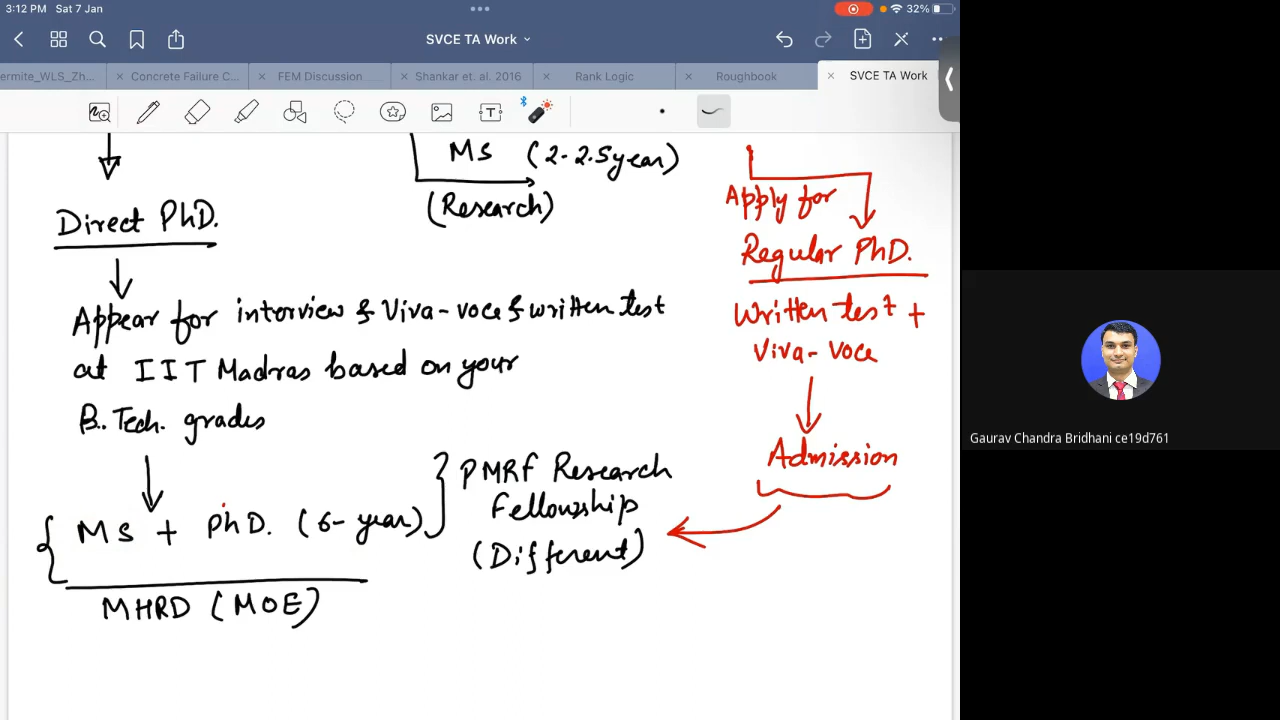 3:12 PM Sat 7 Jan
32%
SVCE TA Work
ermite_WLS_Zh...
Concrete Failure C...
FEM Discussion
Shankar et. al. 2016
Rank Logic
Roughbook
SVCE TA Work
MS (2-2.5year)
(Research)
Direct PhD.
Appear for interview & Viva-voce & written test
at IIT Madras based on your
B.Tech. grades
MS + PhD. (6-year)
MHRD (MOE)
PMRF Research
Fellowship
(Different)
Apply for
Regular PhD.
Written test +
Viva-Voce
Admission
Gaurav Chandra Bridhani ce19d761